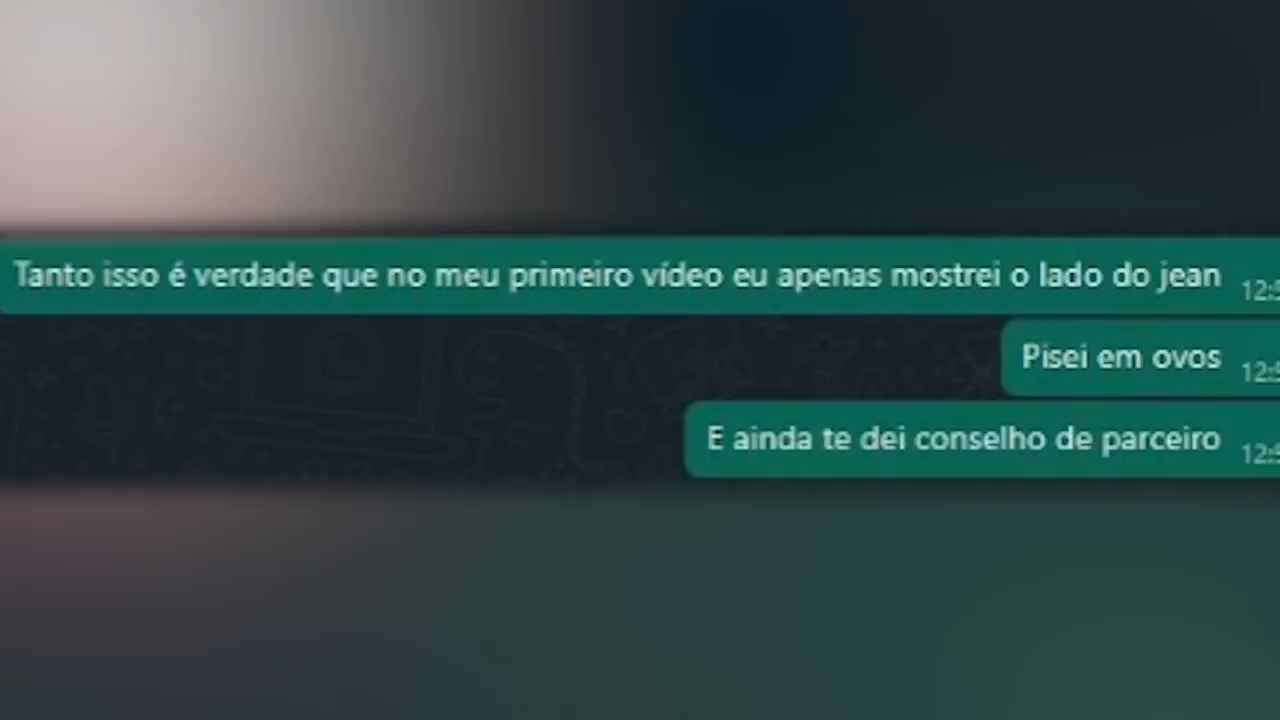 Tanto isso é verdade que no meu primeiro vídeo eu apenas mostrei o lado do jean
Pisei em ovos
E ainda te dei conselho de parceiro